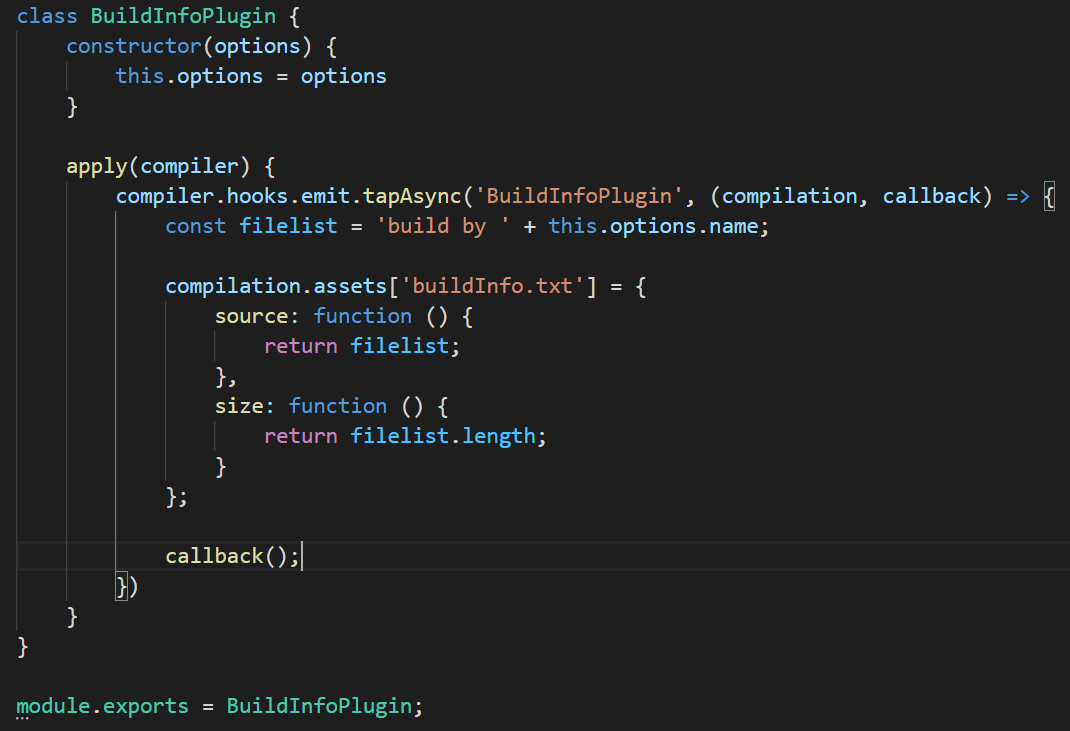 class BuildInfoPlugin {
    constructor(options) {
        this.options = options
    }

    apply(compiler) {
        compiler.hooks.emit.tapAsync('BuildInfoPlugin', (compilation, callback) => {
            const filelist = 'build by ' + this.options.name;

            compilation.assets['buildInfo.txt'] = {
                source: function () {
                    return filelist;
                },
                size: function () {
                    return filelist.length;
                }
            };

            callback();
        })
    }
}

module.exports = BuildInfoPlugin;